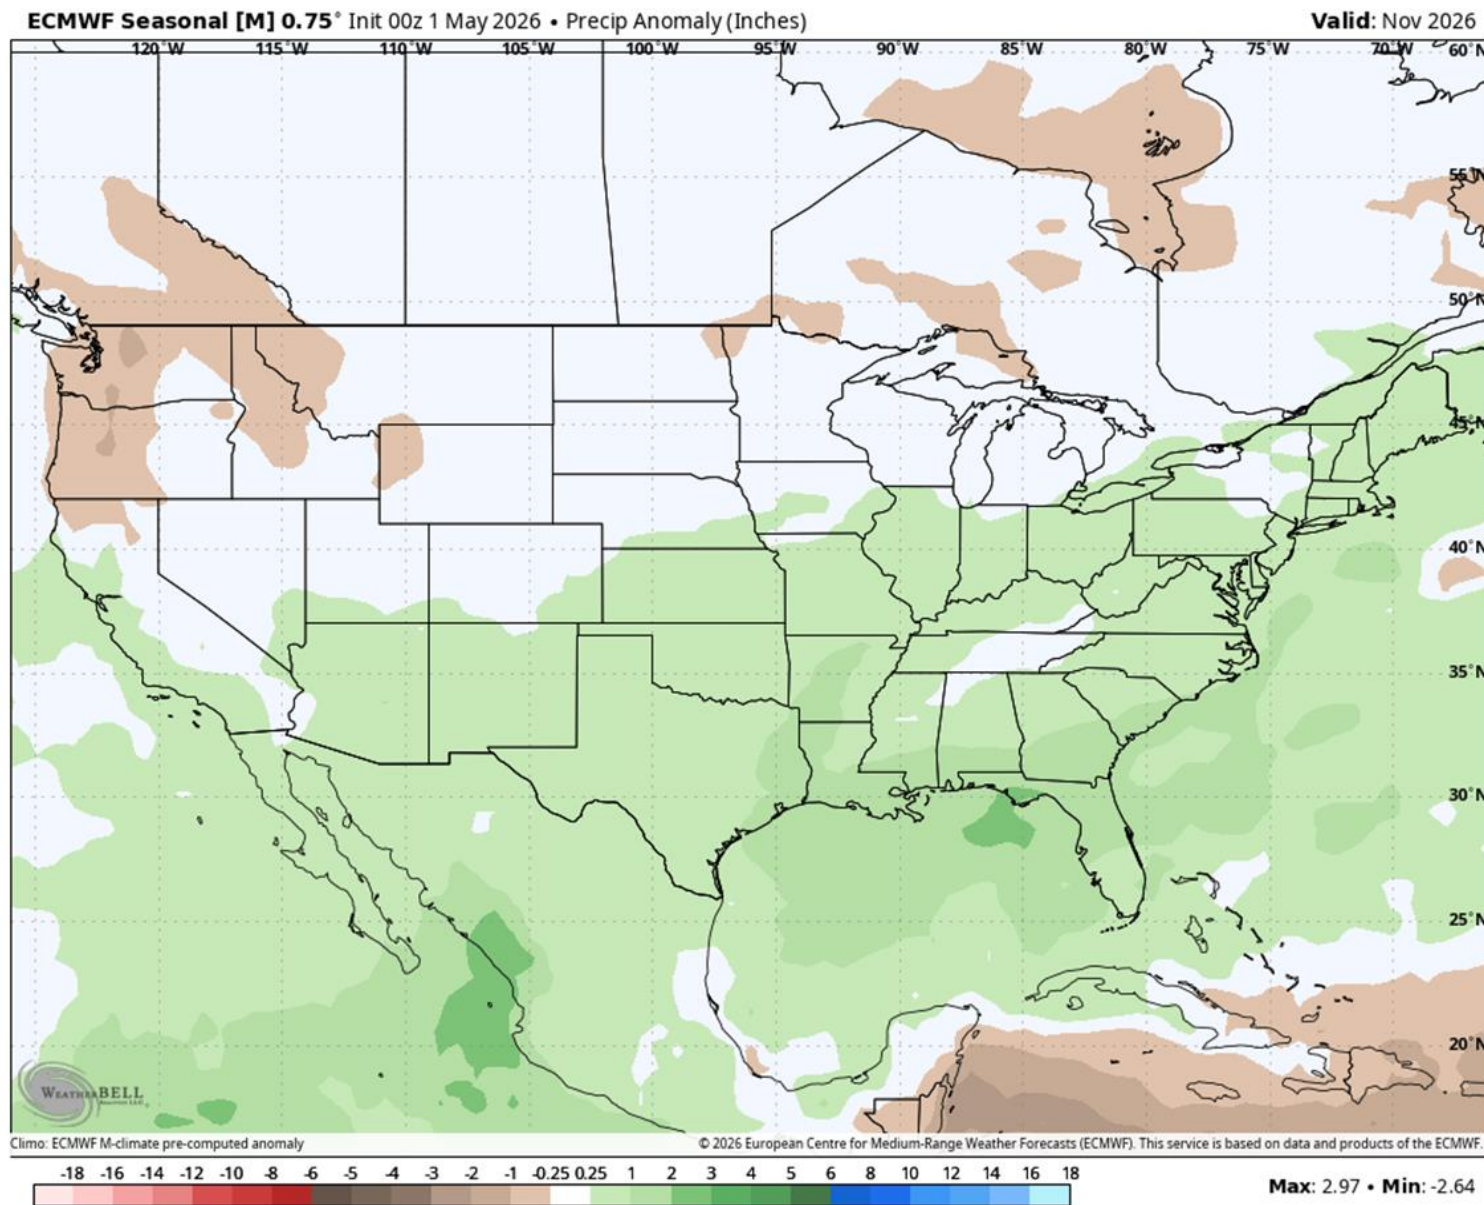 ECMWF Seasonal [M] 0.75° Init 00z 1 May 2026 • Precip Anomaly (Inches) Valid: Nov 2026
120°W 115°W 110°W 105°W 100°W 95°W 90°W 85°W 80°W 75°W 70°W 60°N
55°N
50°N
45°N
40°N
35°N
30°N
25°N
20°N
WEATHERBELL
Climo: ECMWF M-climate pre-computed anomaly © 2026 European Centre for Medium-Range Weather Forecasts (ECMWF). This service is based on data and products of the ECMWF.
-18 -16 -14 -12 -10 -8 -6 -5 -4 -3 -2 -1 -0.25 0.25 1 2 3 4 5 6 8 10 12 14 16 18
Max: 2.97 • Min: -2.64